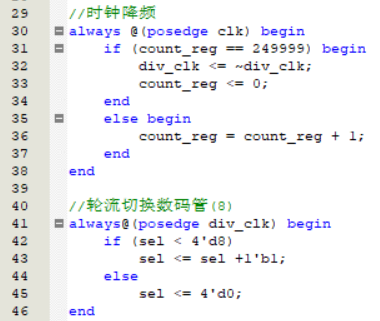 29 //时钟降频
30 always @(posedge clk) begin
31 if (count_reg == 249999) begin
32 div_clk <= ~div_clk;
33 count_reg <= 0;
34 end
35 else begin
36 count_reg = count_reg + 1;
37 end
38 end
39
40 //轮流切换数码管(8)
41 always@(posedge div_clk) begin
42 if (sel < 4'd8)
43 sel <= sel +1'b1;
44 else
45 sel <= 4'd0;
46 end